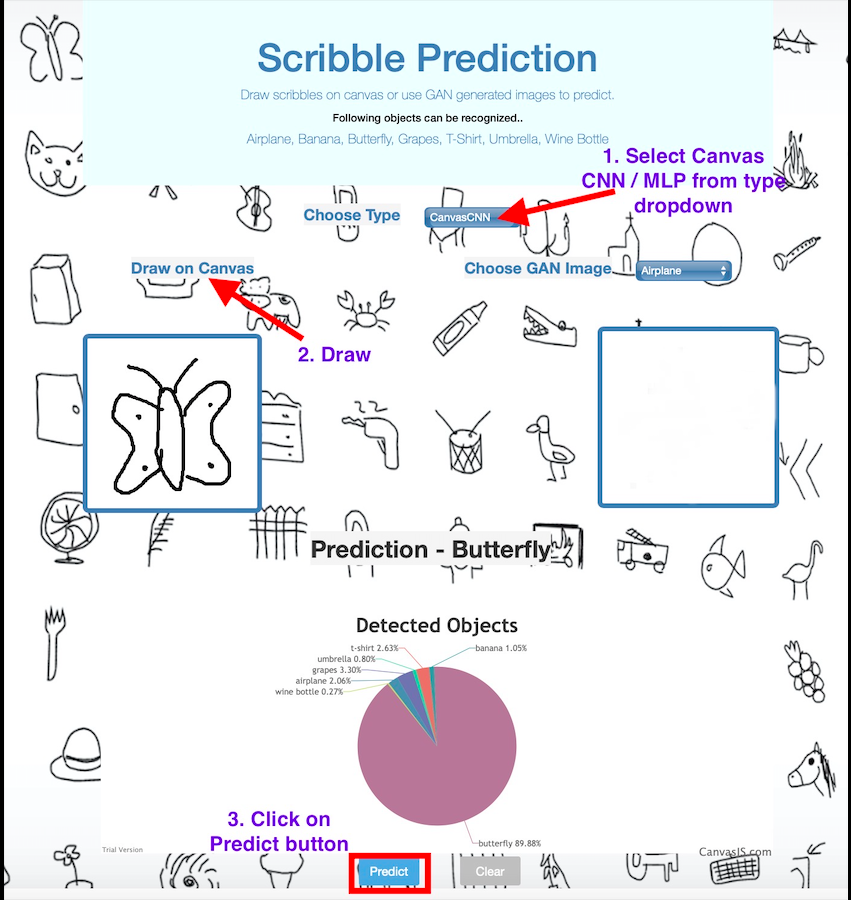 Scribble Prediction
Draw scribbles on canvas or use GAN generated images to predict.
Following objects can be recognized..
Airplane, Banana, Butterfly, Grapes, T-Shirt, Umbrella, Wine Bottle
1. Select Canvas
CNN / MLP from type
dropdown
Choose Type
CanvasCNN
Draw on Canvas
Choose GAN Image
Airplane
2. Draw
Prediction - Butterfly
Detected Objects
t-shirt 2.63%
banana 1.05%
umbrella 0.80%
grapes 3.30%
airplane 2.06%
wine bottle 0.27%
3. Click on
Predict button
butterfly 89.88%
Trial Version
CanvasJS.com
Predict
Clear